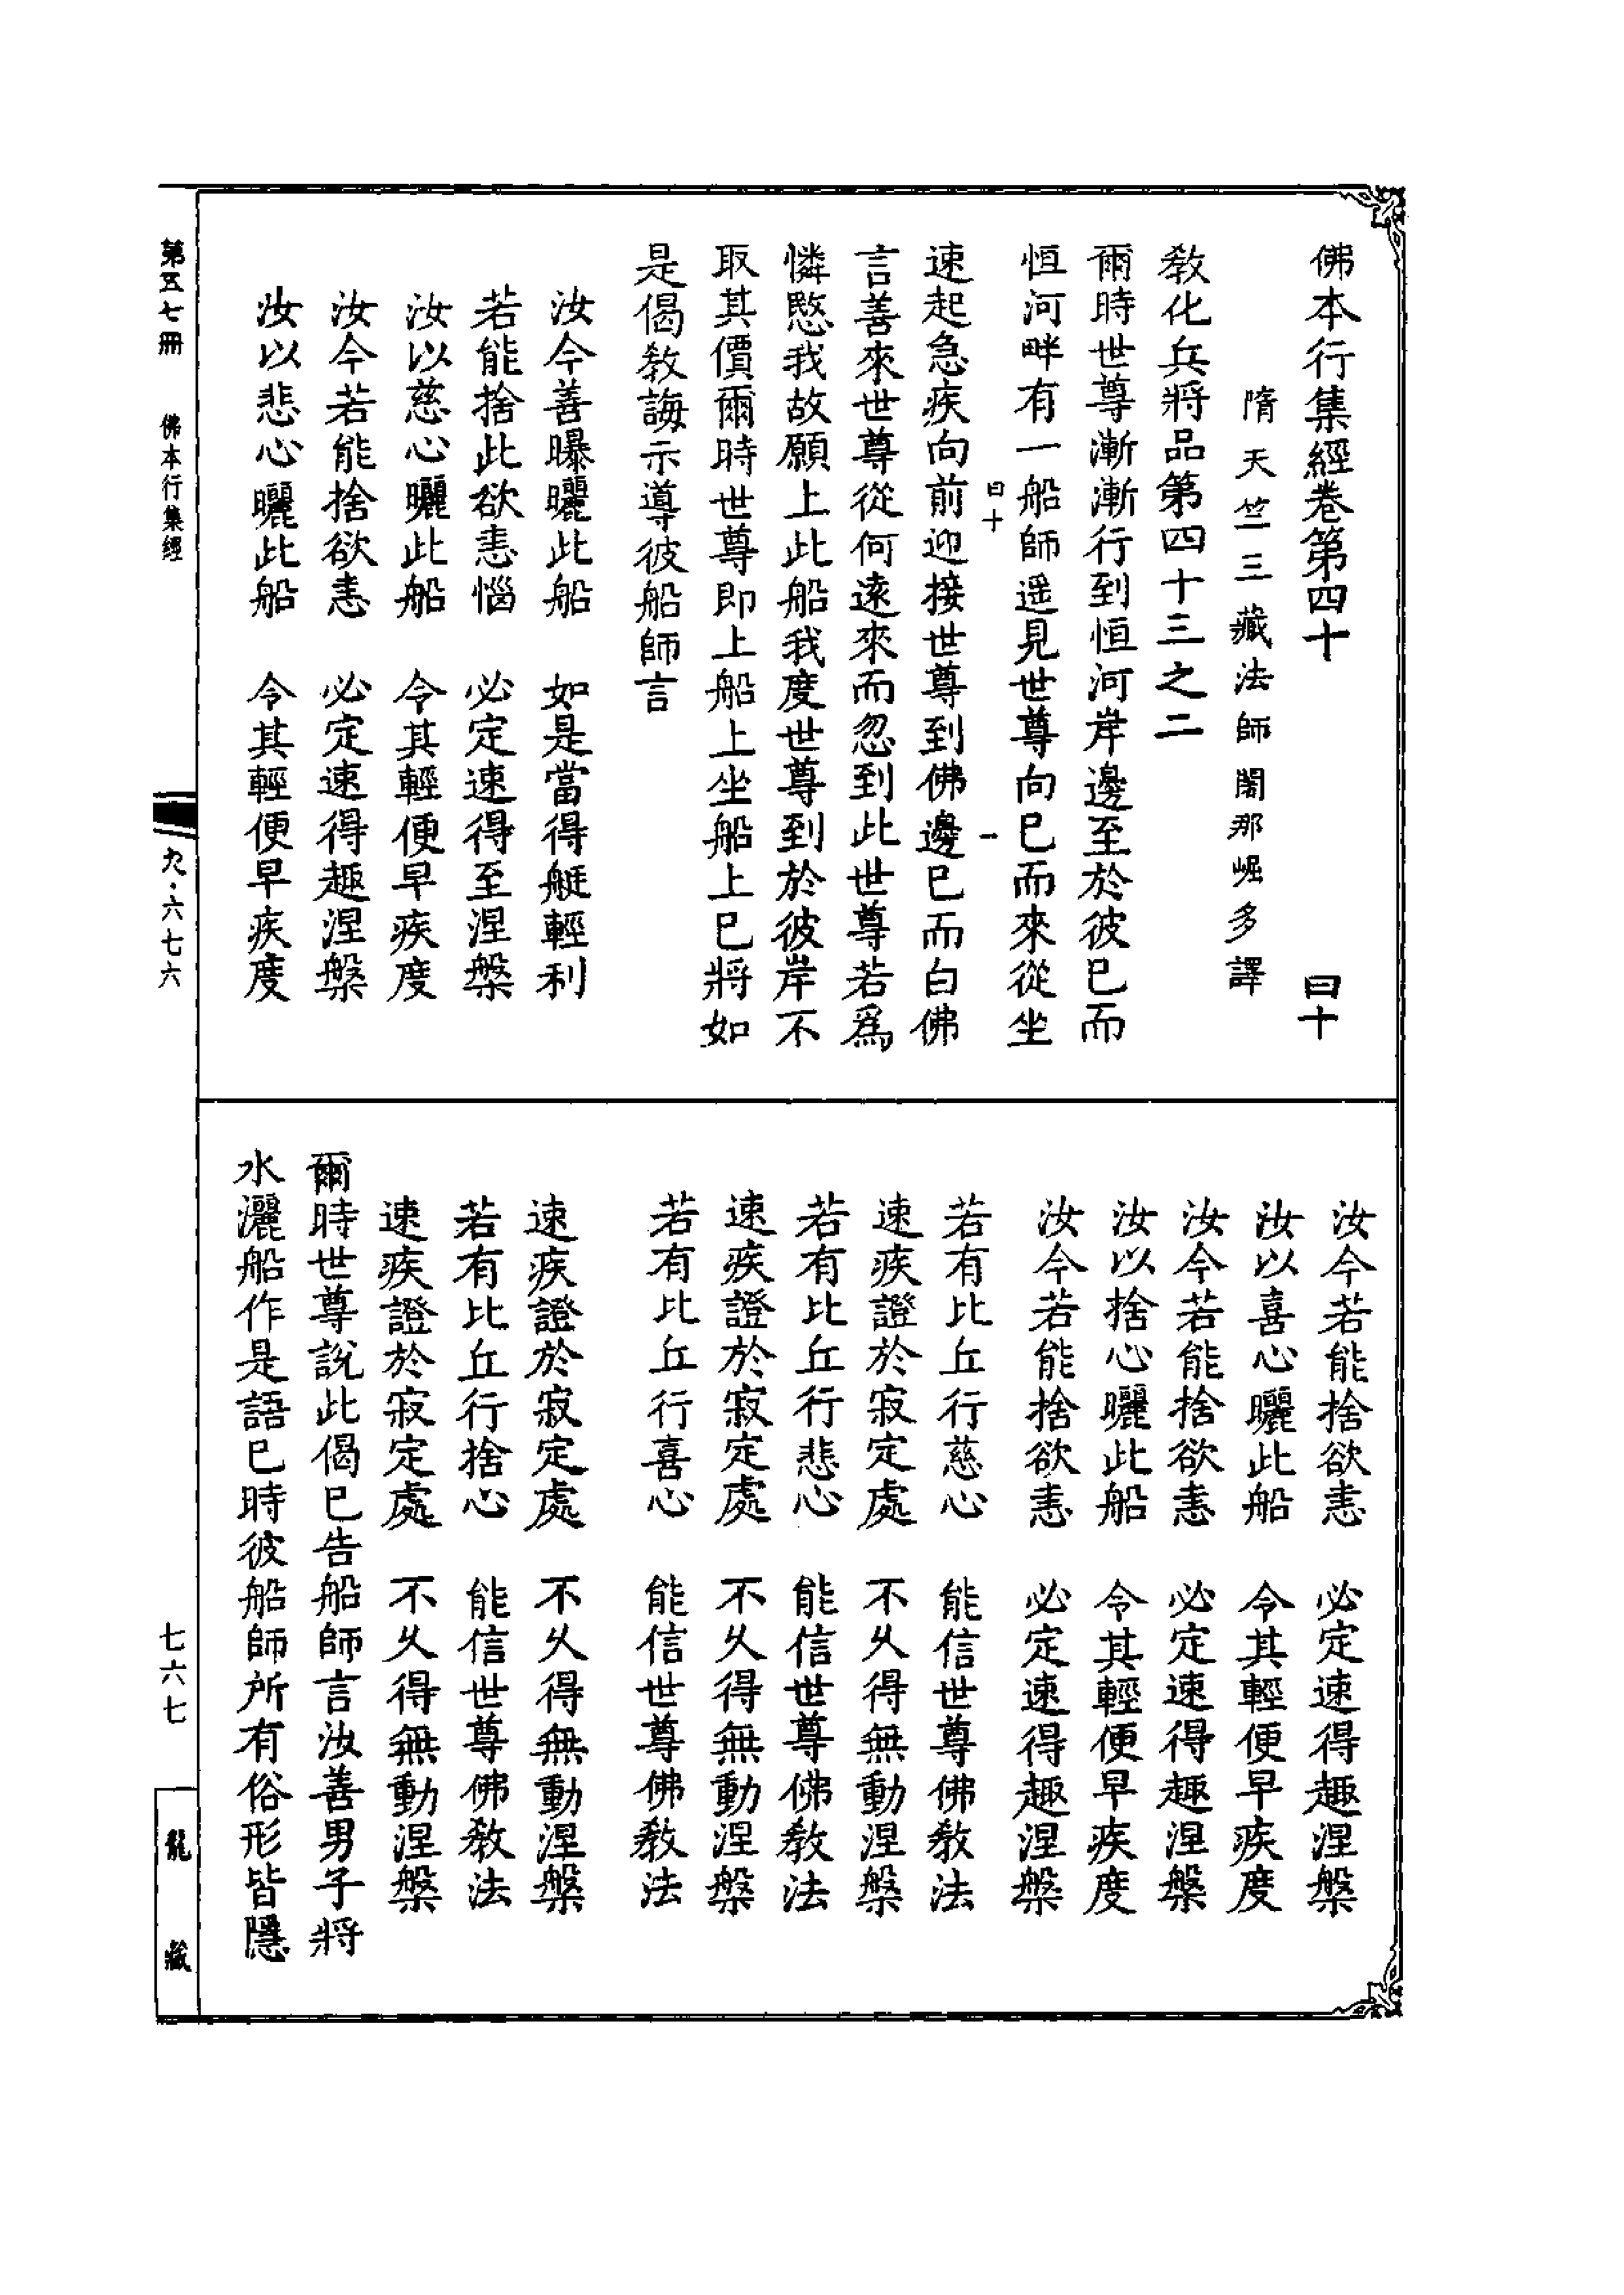 佛本行集經卷第四十　曰十
隋天竺三藏法師闍那崛多譯
教化兵將品第四十三之二
爾時世尊漸漸行到恒河岸邊至於彼已而
恒河畔有一船師遥見世尊向已而來從坐
曰十　一
速起急疾向前迎接世尊到佛邊已而白佛
言善來世尊從何遠來而忽到此世尊若爲
憐愍我故願上此船我度世尊到於彼岸不
取其價爾時世尊即上船上坐船上已將如
是偈教誨示導彼船師言
汝今善曝曬此船　如是當得艇輕利
若能捨此欲恚惱　必定速得至涅槃
汝以慈心曬此船　令其輕便早疾度
汝今若能捨欲恚　必定速得趣涅槃
汝以悲心曬此船　令其輕便早疾度
汝今若能捨欲恚　必定速得趣涅槃
汝以喜心曬此船　令其輕便早疾度
汝今若能捨欲恚　必定速得趣涅槃
汝以捨心曬此船　令其輕便早疾度
汝今若能捨欲恚　必定速得趣涅槃
若有比丘行慈心　能信世尊佛教法
速疾證於寂定處　不久得無動涅槃
若有比丘行悲心　能信世尊佛教法
速疾證於寂定處　不久得無動涅槃
若有比丘行喜心　能信世尊佛教法
速疾證於寂定處　不久得無動涅槃
若有比丘行捨心　能信世尊佛教法
速疾證於寂定處　不久得無動涅槃
爾時世尊說此偈已告船師言汝善男子將
水灑船作是語已時彼船師所有俗形皆隱
第五七冊　佛本行集經　九·六七六　七六七　龍藏